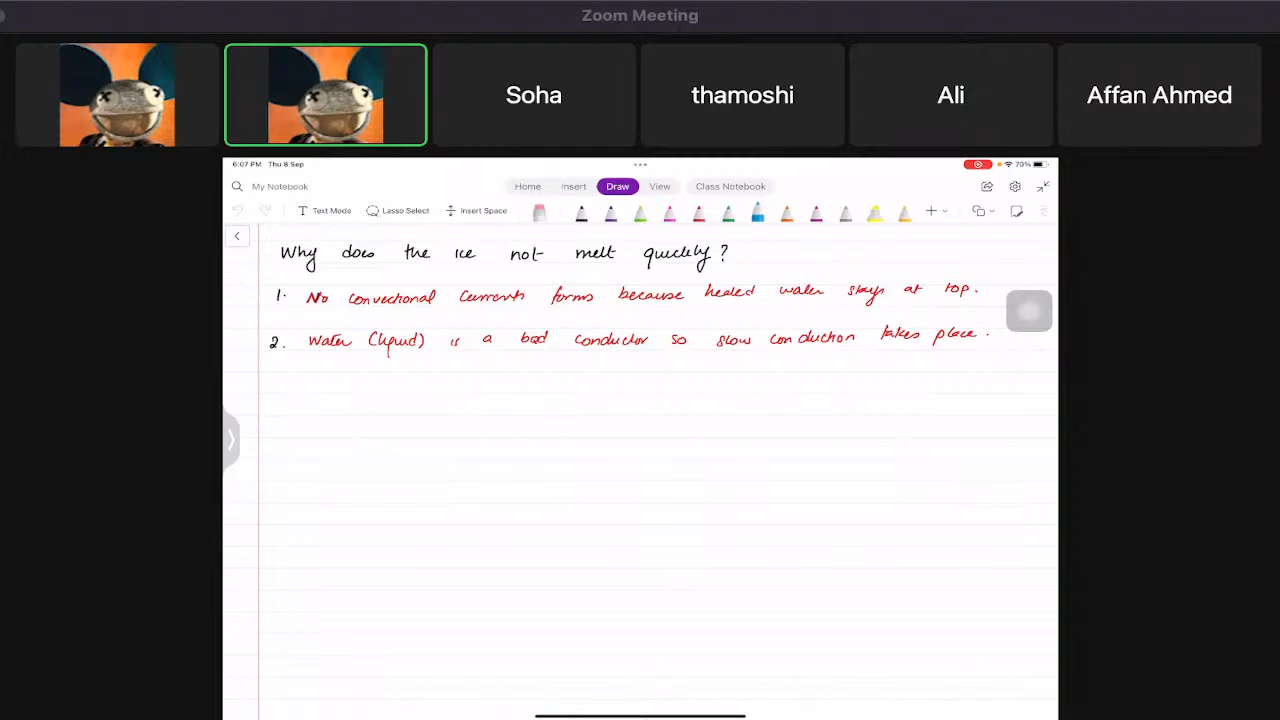 Zoom Meeting
Soha thamoshi Ali Affan Ahmed
6:07 PM Thu 8 Sep 79%
My Notebook Home Insert Draw View Class Notebook
Text Mode Lasso Select Insert Space
Why does the ice not melt quickly?
1. No convectional currents forms because heated water stays at top.
2. Water (liquid) is a bad conductor so slow conduction takes place.